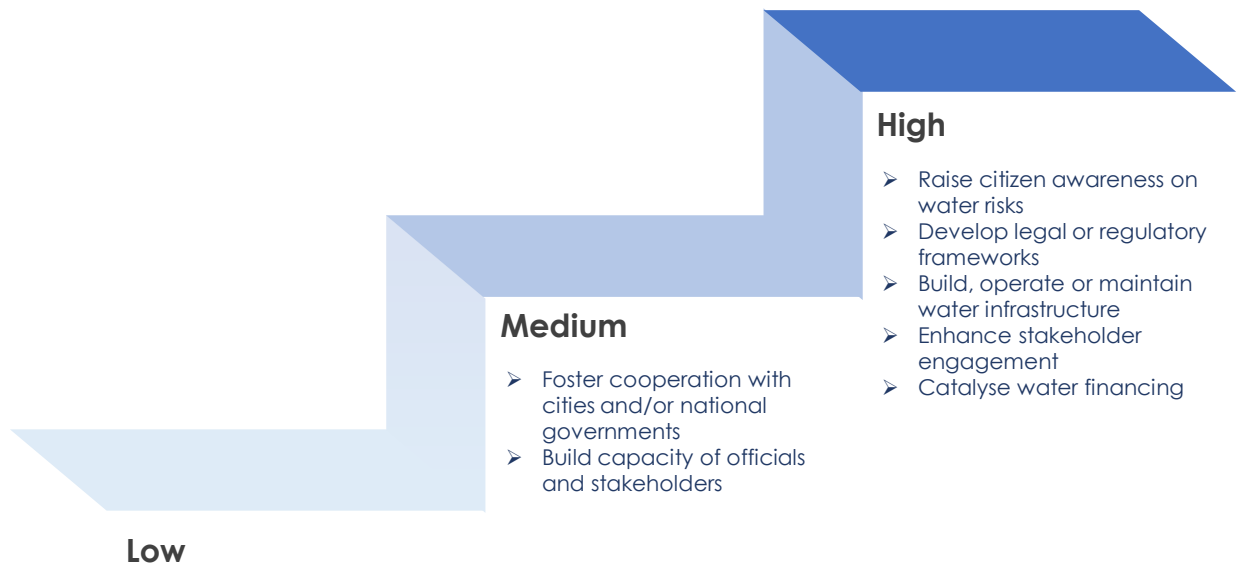 High
➢ Raise citizen awareness on
water risks
➢ Develop legal or regulatory
frameworks
➢ Build, operate or maintain
water infrastructure
➢ Enhance stakeholder
engagement
➢ Catalyse water financing
Medium
➢ Foster cooperation with
cities and/or national
governments
➢ Build capacity of officials
and stakeholders
Low